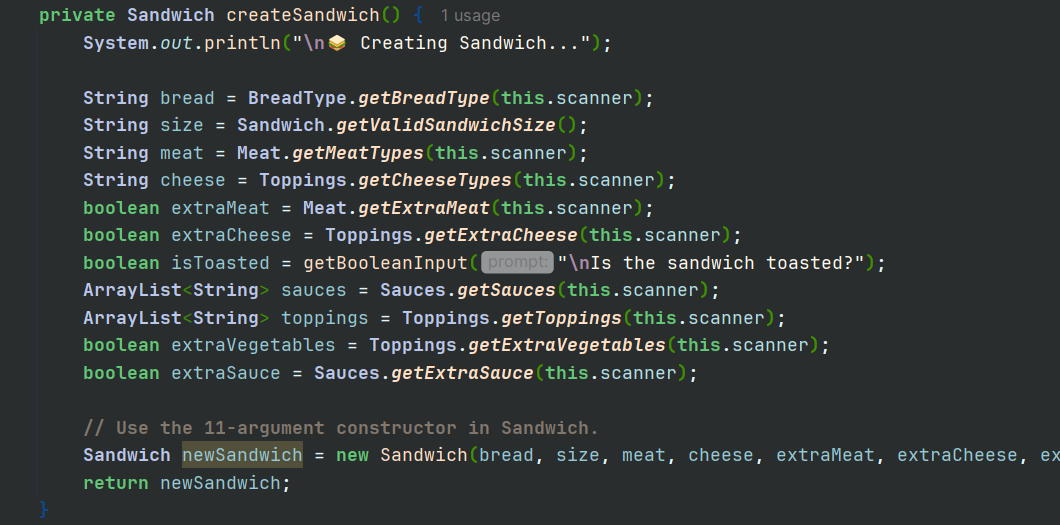 private Sandwich createSandwich() { 1 usage
    System.out.println("\n🥪 Creating Sandwich...");

    String bread = BreadType.getBreadType(this.scanner);
    String size = Sandwich.getValidSandwichSize();
    String meat = Meat.getMeatTypes(this.scanner);
    String cheese = Toppings.getCheeseTypes(this.scanner);
    boolean extraMeat = Meat.getExtraMeat(this.scanner);
    boolean extraCheese = Toppings.getExtraCheese(this.scanner);
    boolean isToasted = getBooleanInput( prompt: "\nIs the sandwich toasted?");
    ArrayList<String> sauces = Sauces.getSauces(this.scanner);
    ArrayList<String> toppings = Toppings.getToppings(this.scanner);
    boolean extraVegetables = Toppings.getExtraVegetables(this.scanner);
    boolean extraSauce = Sauces.getExtraSauce(this.scanner);

    // Use the 11-argument constructor in Sandwich.
    Sandwich newSandwich = new Sandwich(bread, size, meat, cheese, extraMeat, extraCheese, ex
    return newSandwich;
}